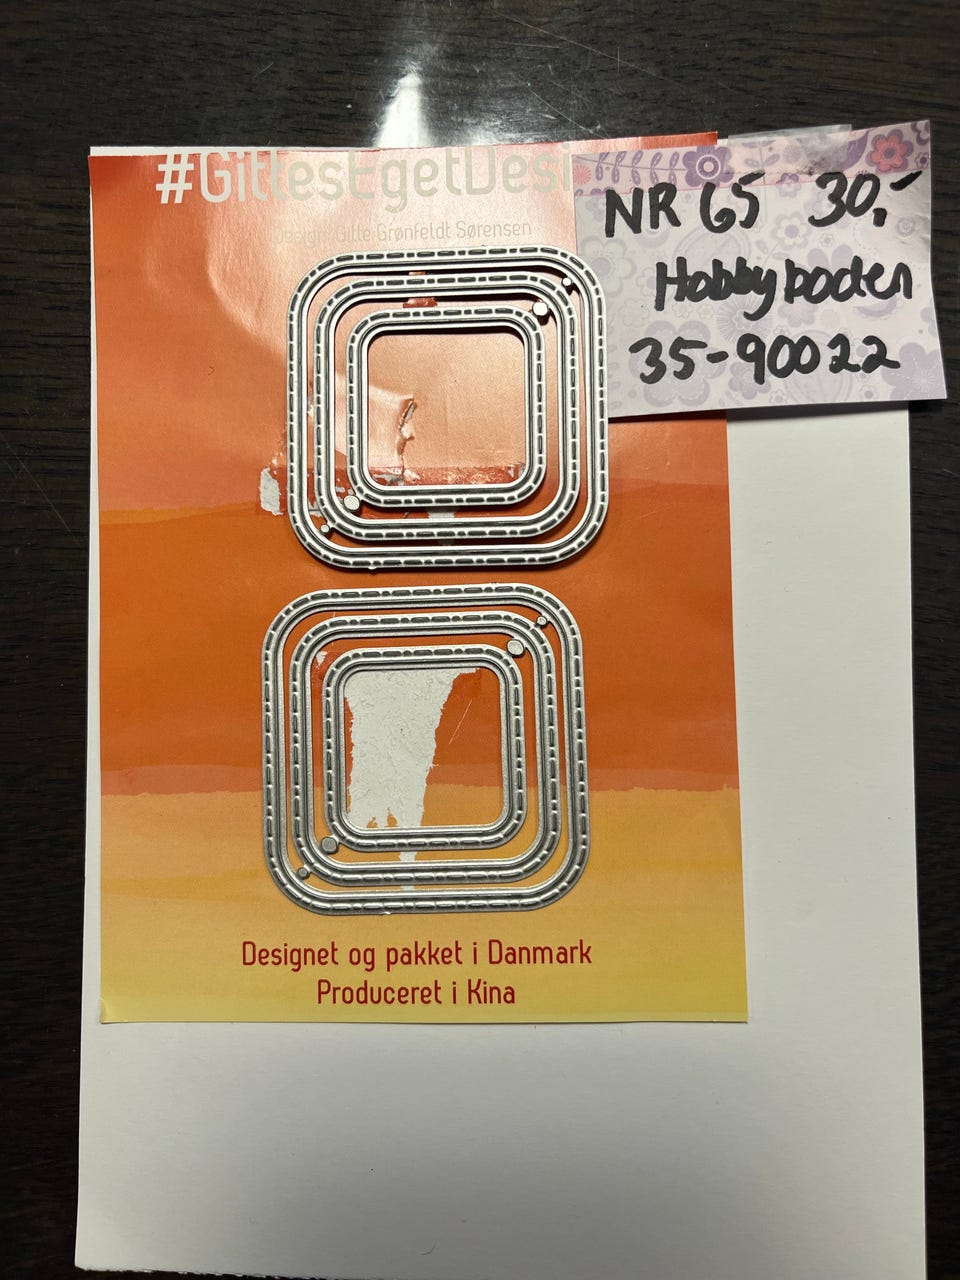 #GittesEgetDesi
Design: Gitte Grønfeldt Sørensen
NR 65 30,-
Hobbyboden
35-90022
Designet og pakket i Danmark
Produceret i Kina